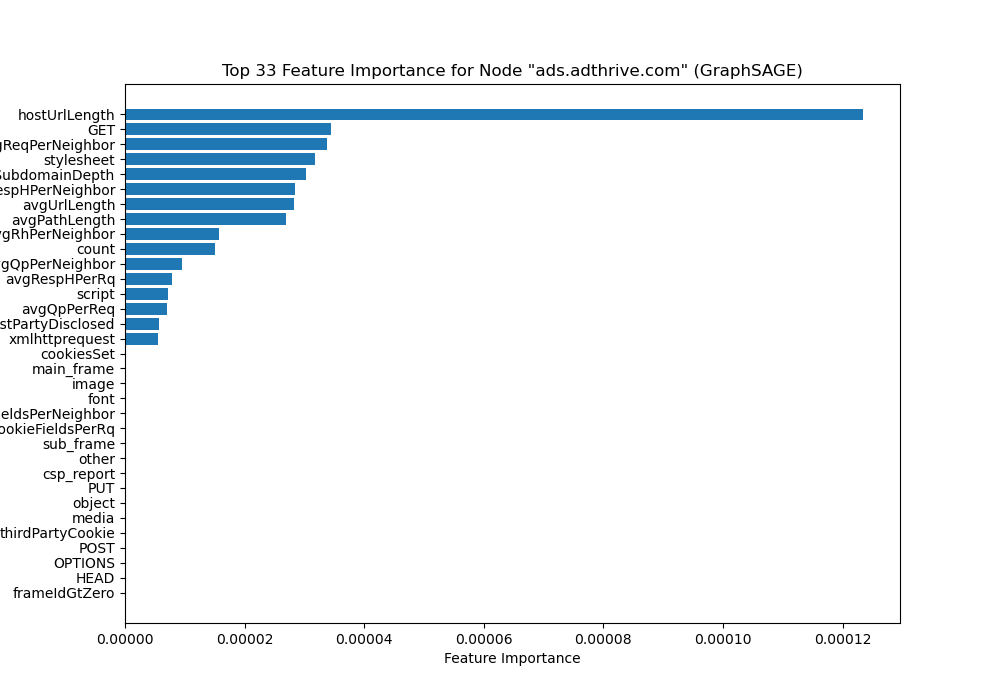 Top 33 Feature Importance for Node "ads.adthrive.com" (GraphSAGE)
hostUrlLength
GET
gReqPerNeighbor
stylesheet
SubdomainDepth
espHPerNeighbor
avgUrlLength
avgPathLength
gRhPerNeighbor
count
gQpPerNeighbor
avgRespHPerRq
script
avgQpPerReq
stPartyDisclosed
xmlhttprequest
cookiesSet
main_frame
image
font
eldsPerNeighbor
ookieFieldsPerRq
sub_frame
other
csp_report
PUT
object
media
thirdPartyCookie
POST
OPTIONS
HEAD
frameIdGtZero
0.00000 0.00002 0.00004 0.00006 0.00008 0.00010 0.00012
Feature Importance